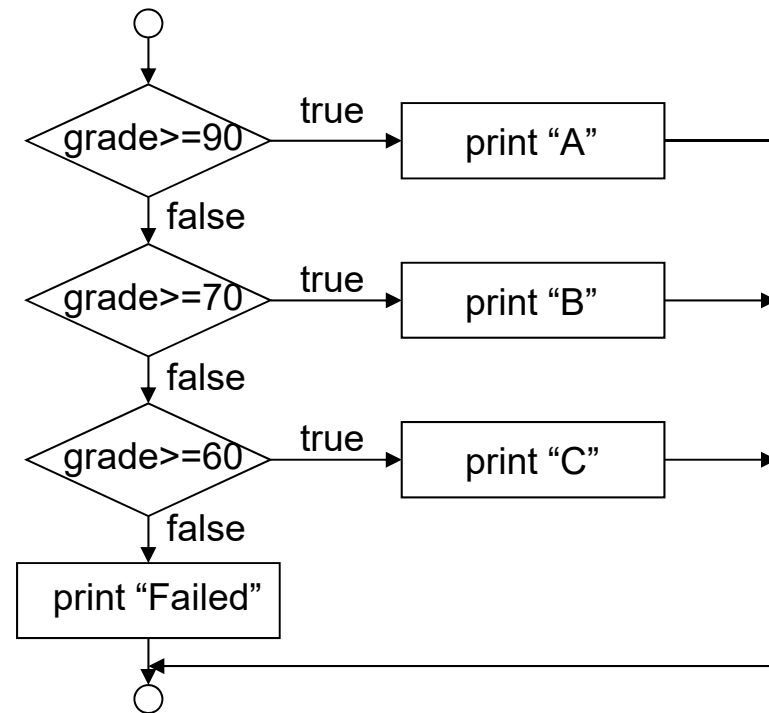 true
grade>=90
print “A”
false
true
grade>=70
print “B”
false
true
grade>=60
print “C”
false
print “Failed”